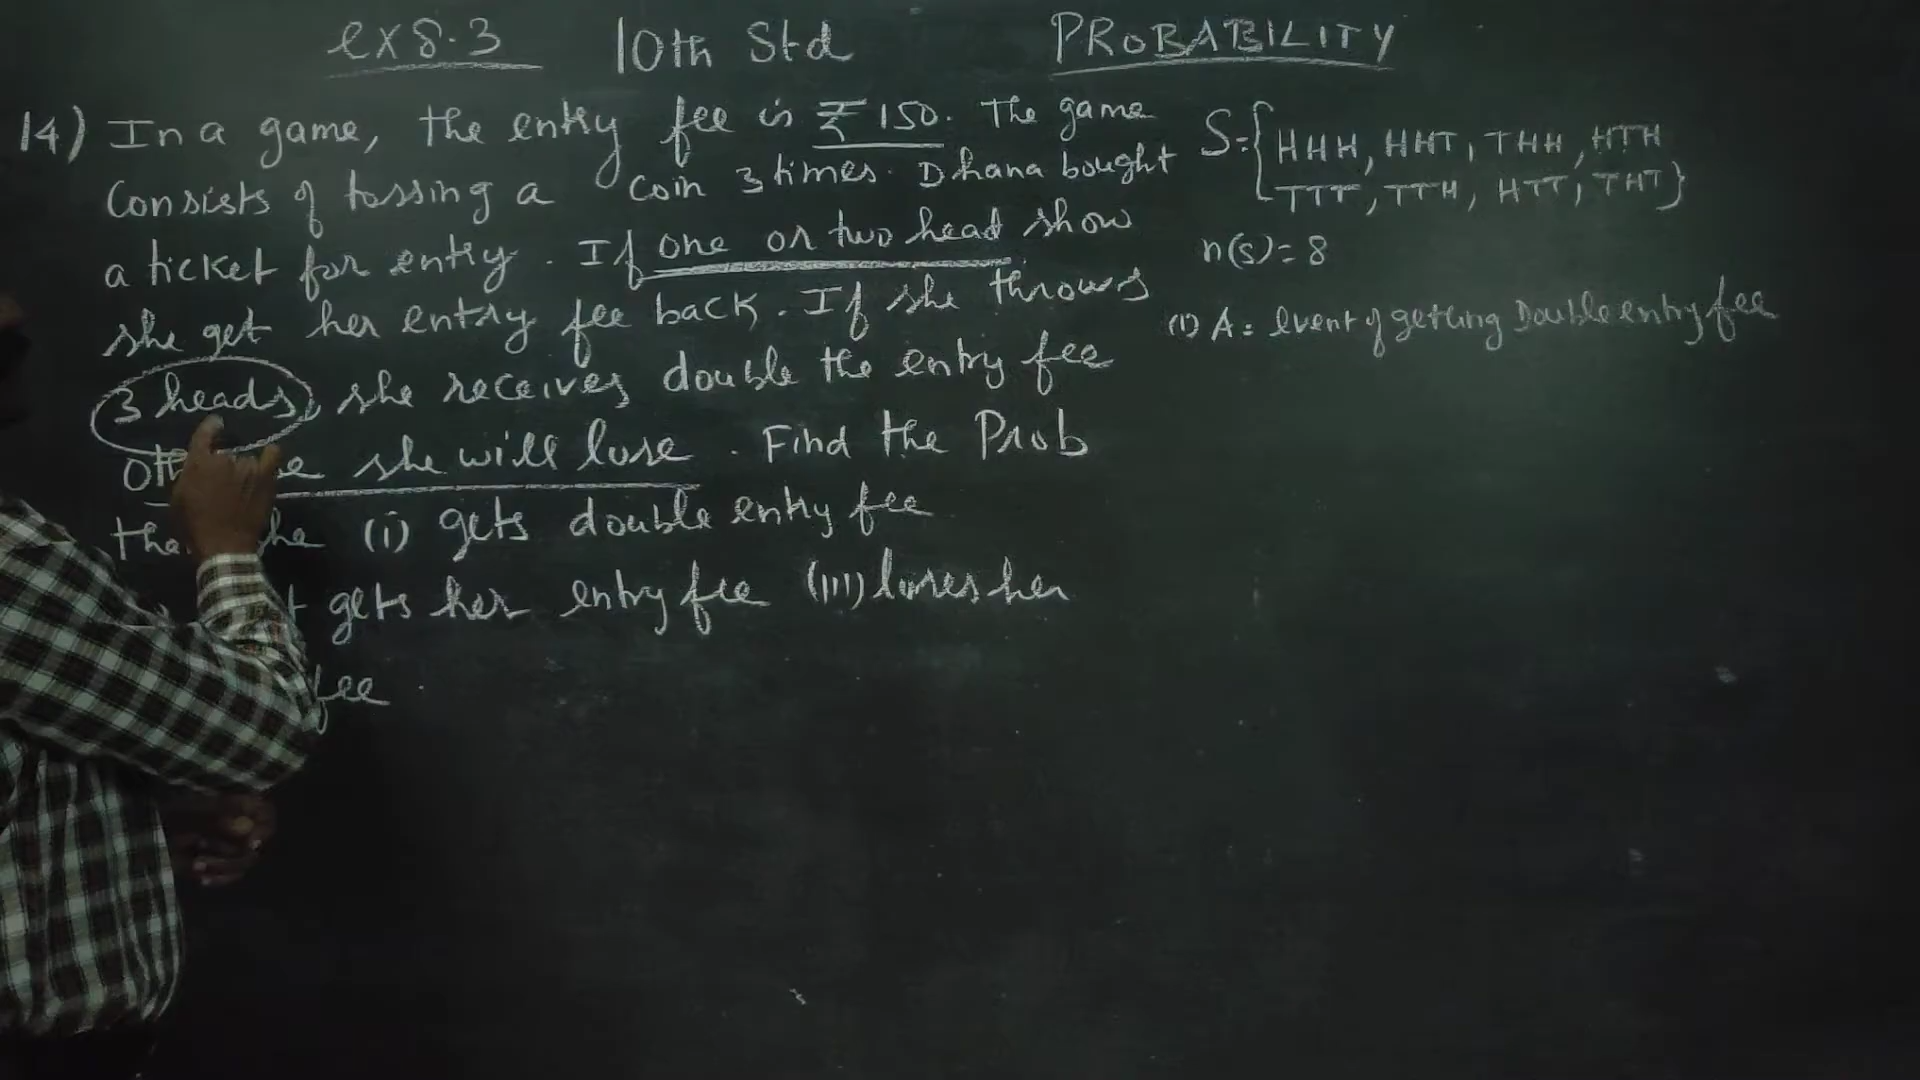 ex 8.3 10th Std PROBABILITY
14) In a game, the entry fee is ₹ 150. The game
consists of tossing a coin 3 times. Dhana bought
a ticket for entry. If one or two head show
she get her entry fee back. If she throws
3 heads, she receives double the entry fee
she will lose. Find the Prob
(i) gets double entry fee
gets her entry fee (iii) loses her
fee
S={HHH, HHT, THH, HTH
TTT, TTH, HTT, THT}
n(s)=8
(i) A = Event of getting Double entry fee